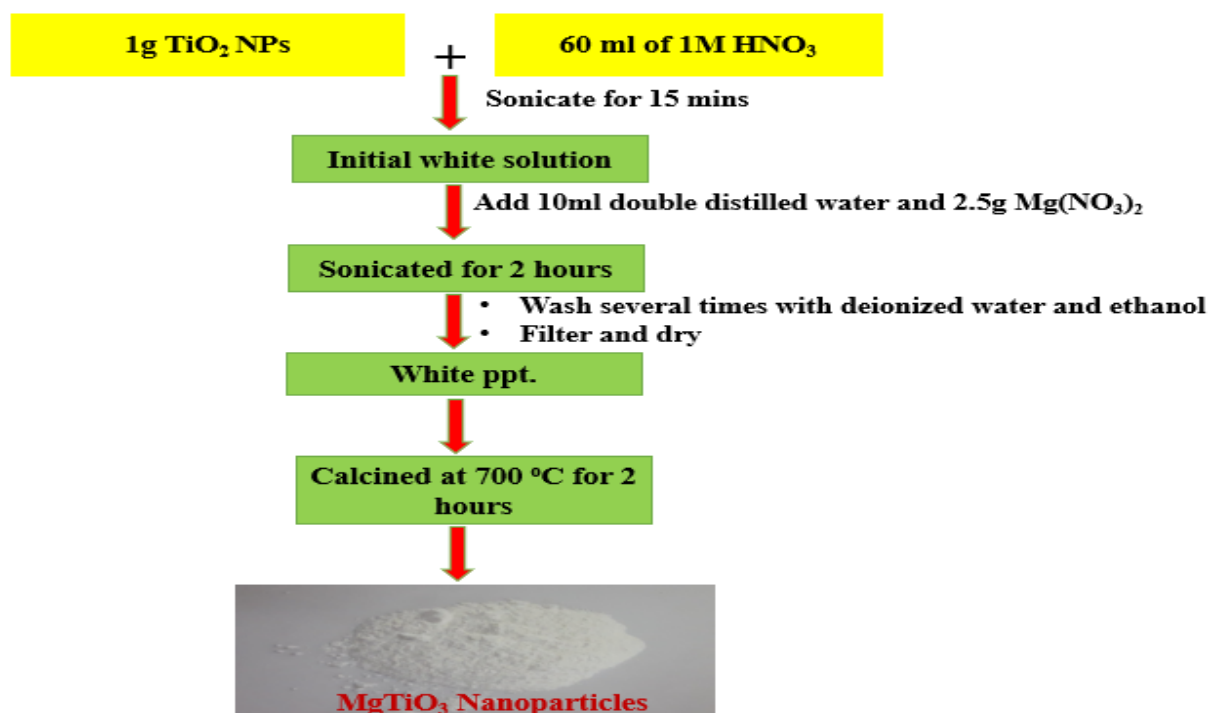 1g TiO₂ NPs
+
60 ml of 1M HNO₃
Sonicate for 15 mins
Initial white solution
Add 10ml double distilled water and 2.5g Mg(NO₃)₂
Sonicated for 2 hours
• Wash several times with deionized water and ethanol
• Filter and dry
White ppt.
Calcined at 700 ºC for 2
hours
MgTiO₃ Nanoparticles